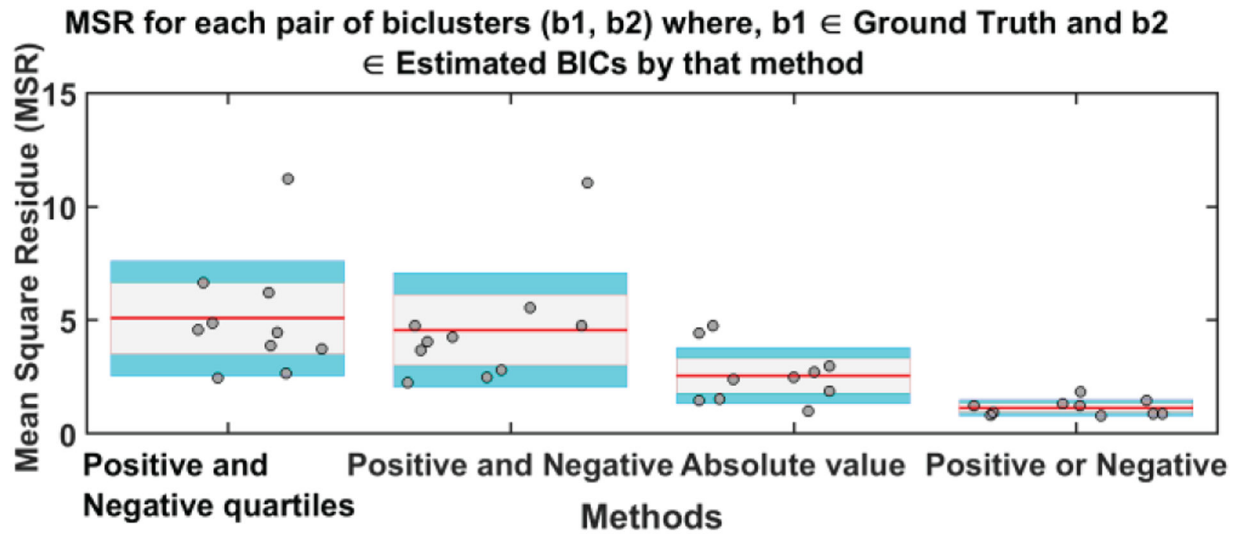 MSR for each pair of biclusters (b1, b2) where, b1 ∈ Ground Truth and b2
∈ Estimated BICs by that method
Mean Square Residue (MSR)
15
10
5
0
Positive and
Negative quartiles
Positive and Negative
Absolute value
Positive or Negative
Methods